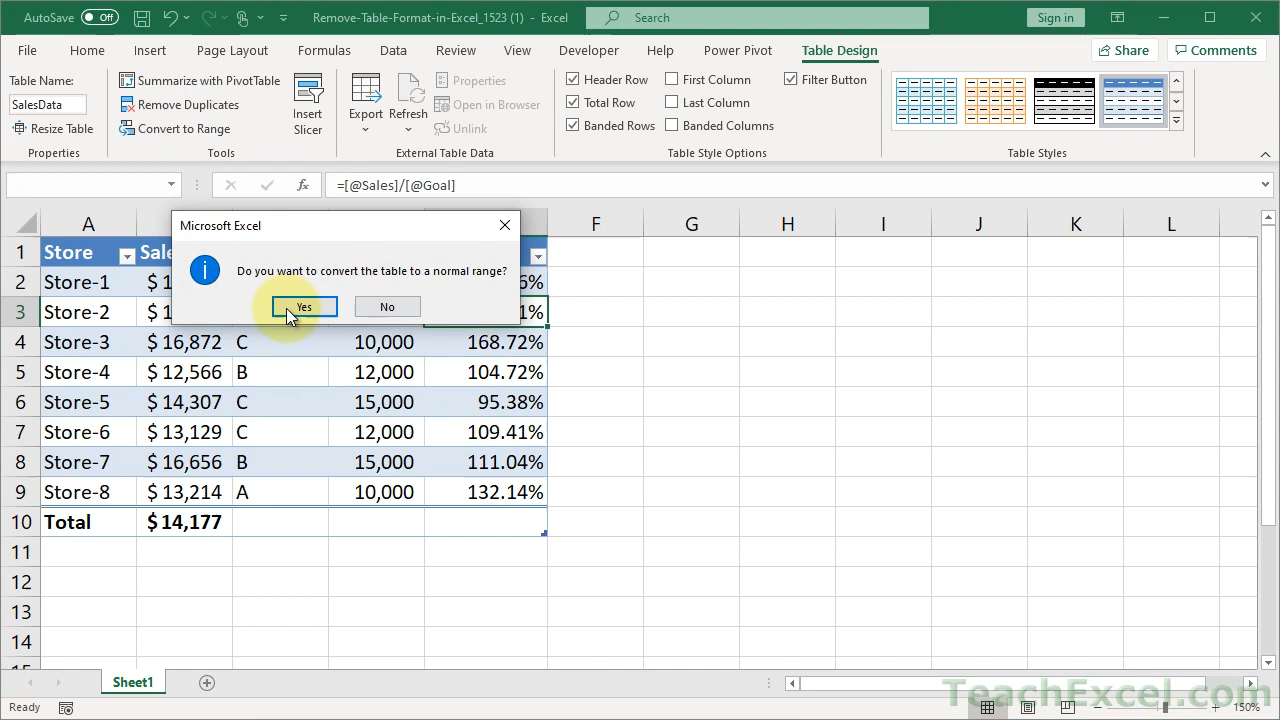 AutoSave Off Remove-Table-Format-in-Excel_1523 (1) - Excel Search Sign in
File Home Insert Page Layout Formulas Data Review View Developer Help Power Pivot Table Design Share Comments
Table Name:
SalesData
Resize Table
Properties
Summarize with PivotTable
Remove Duplicates
Convert to Range
Insert
Slicer
Tools
Export
Refresh
Properties
Open in Browser
Unlink
External Table Data
Header Row First Column Filter Button
Total Row Last Column
Banded Rows Banded Columns
Table Style Options
Table Styles
fx =[@Sales]/[@Goal]
A F G H I J K L
Microsoft Excel
Do you want to convert the table to a normal range?
Yes No
1 Store Sal
2 Store-1 $ 1 6%
3 Store-2 $ 1 1%
4 Store-3 $ 16,872 C 10,000 168.72%
5 Store-4 $ 12,566 B 12,000 104.72%
6 Store-5 $ 14,307 C 15,000 95.38%
7 Store-6 $ 13,129 C 12,000 109.41%
8 Store-7 $ 16,656 B 15,000 111.04%
9 Store-8 $ 13,214 A 10,000 132.14%
10 Total $ 14,177
11
12
13
14
Sheet1
Ready 150%
TeachExcel.com